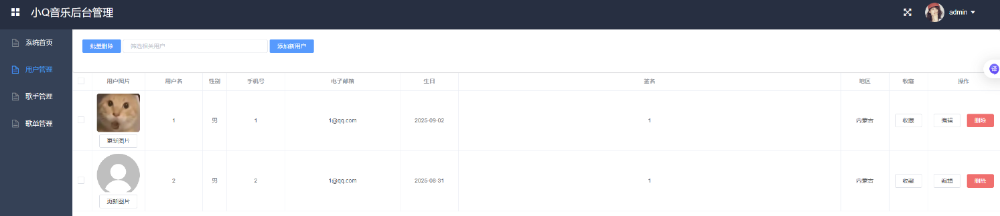 小Q音乐后台管理
admin
系统首页
用户管理
歌手管理
歌单管理
批量删除 筛选相关用户 添加新用户
译
用户图片 用户名 性别 手机号 电子邮箱 生日 签名 地区 收藏 操作
1 男 1 1@qq.com 2025-09-02 1 内蒙古 收藏 编辑 删除
更新图片
2 男 2 1@qq.com 2025-08-31 1 内蒙古 收藏 编辑 删除
更新图片